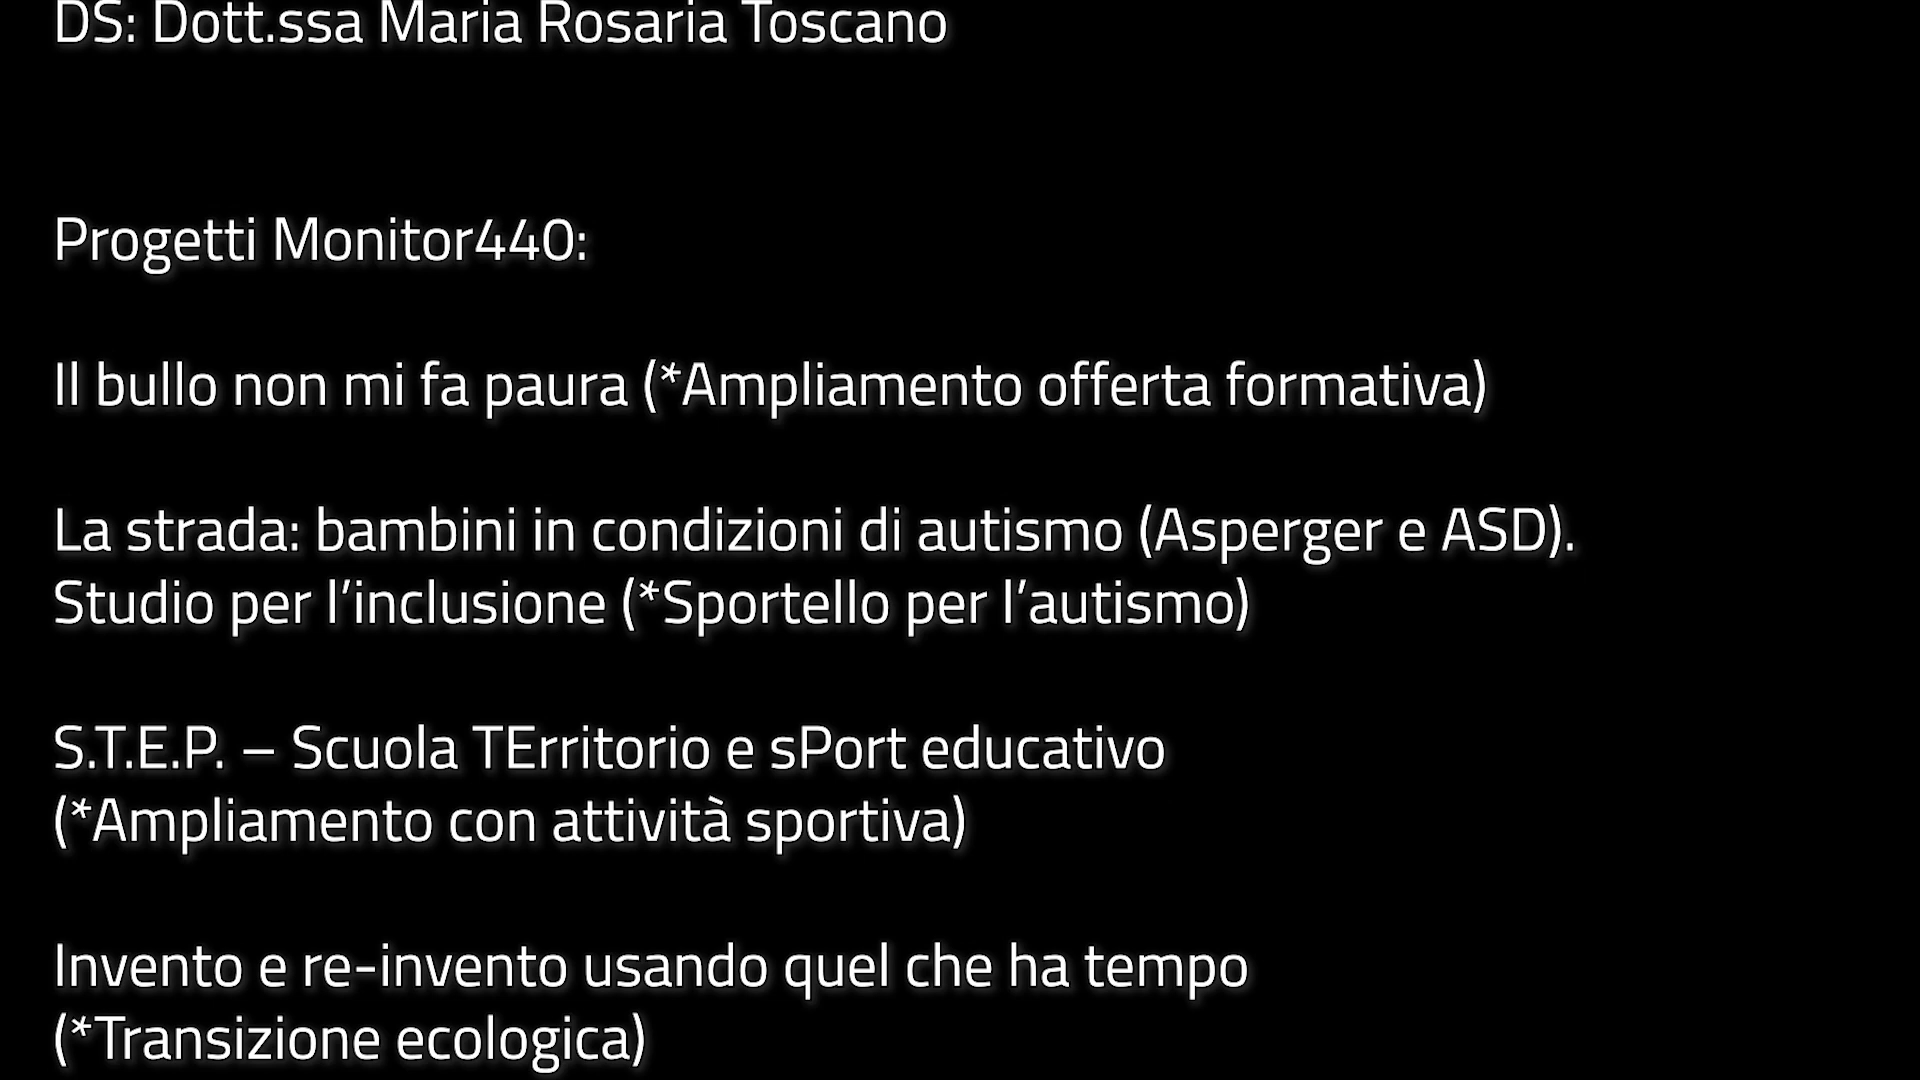 DS: Dott.ssa Maria Rosaria Toscano
Progetti Monitor440:
Il bullo non mi fa paura (*Ampliamento offerta formativa)
La strada: bambini in condizioni di autismo (Asperger e ASD).
Studio per l’inclusione (*Sportello per l’autismo)
S.T.E.P. – Scuola TErritorio e sPort educativo
(*Ampliamento con attività sportiva)
Invento e re-invento usando quel che ha tempo
(*Transizione ecologica)